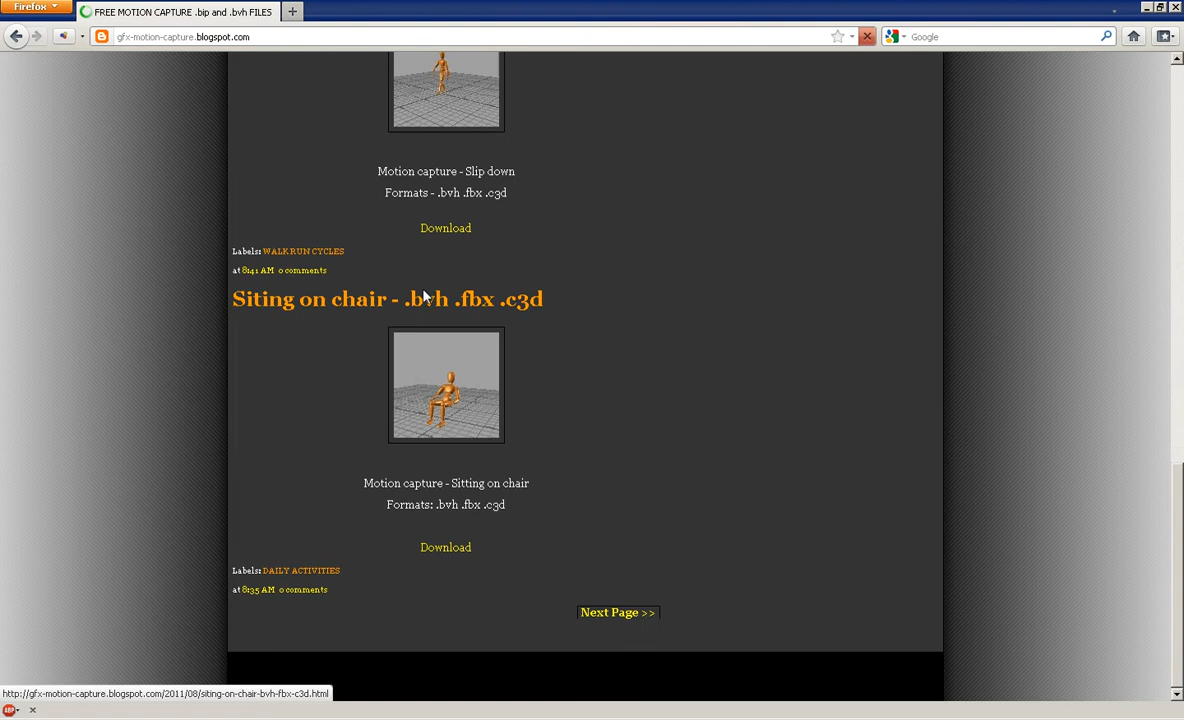 Firefox
FREE MOTION CAPTURE .bip and .bvh FILES
gfx-motion-capture.blogspot.com
Google
Motion capture - Slip down
Formats - .bvh .fbx .c3d
Download
Labels: WALK RUN CYCLES
at 8:41 AM 0 comments
Siting on chair - .bvh .fbx .c3d
Motion capture - Sitting on chair
Formats: .bvh .fbx .c3d
Download
Labels: DAILY ACTIVITIES
at 8:35 AM 0 comments
Next Page >>
http://gfx-motion-capture.blogspot.com/2011/08/siting-on-chair-bvh-fbx-c3d.html
ABP